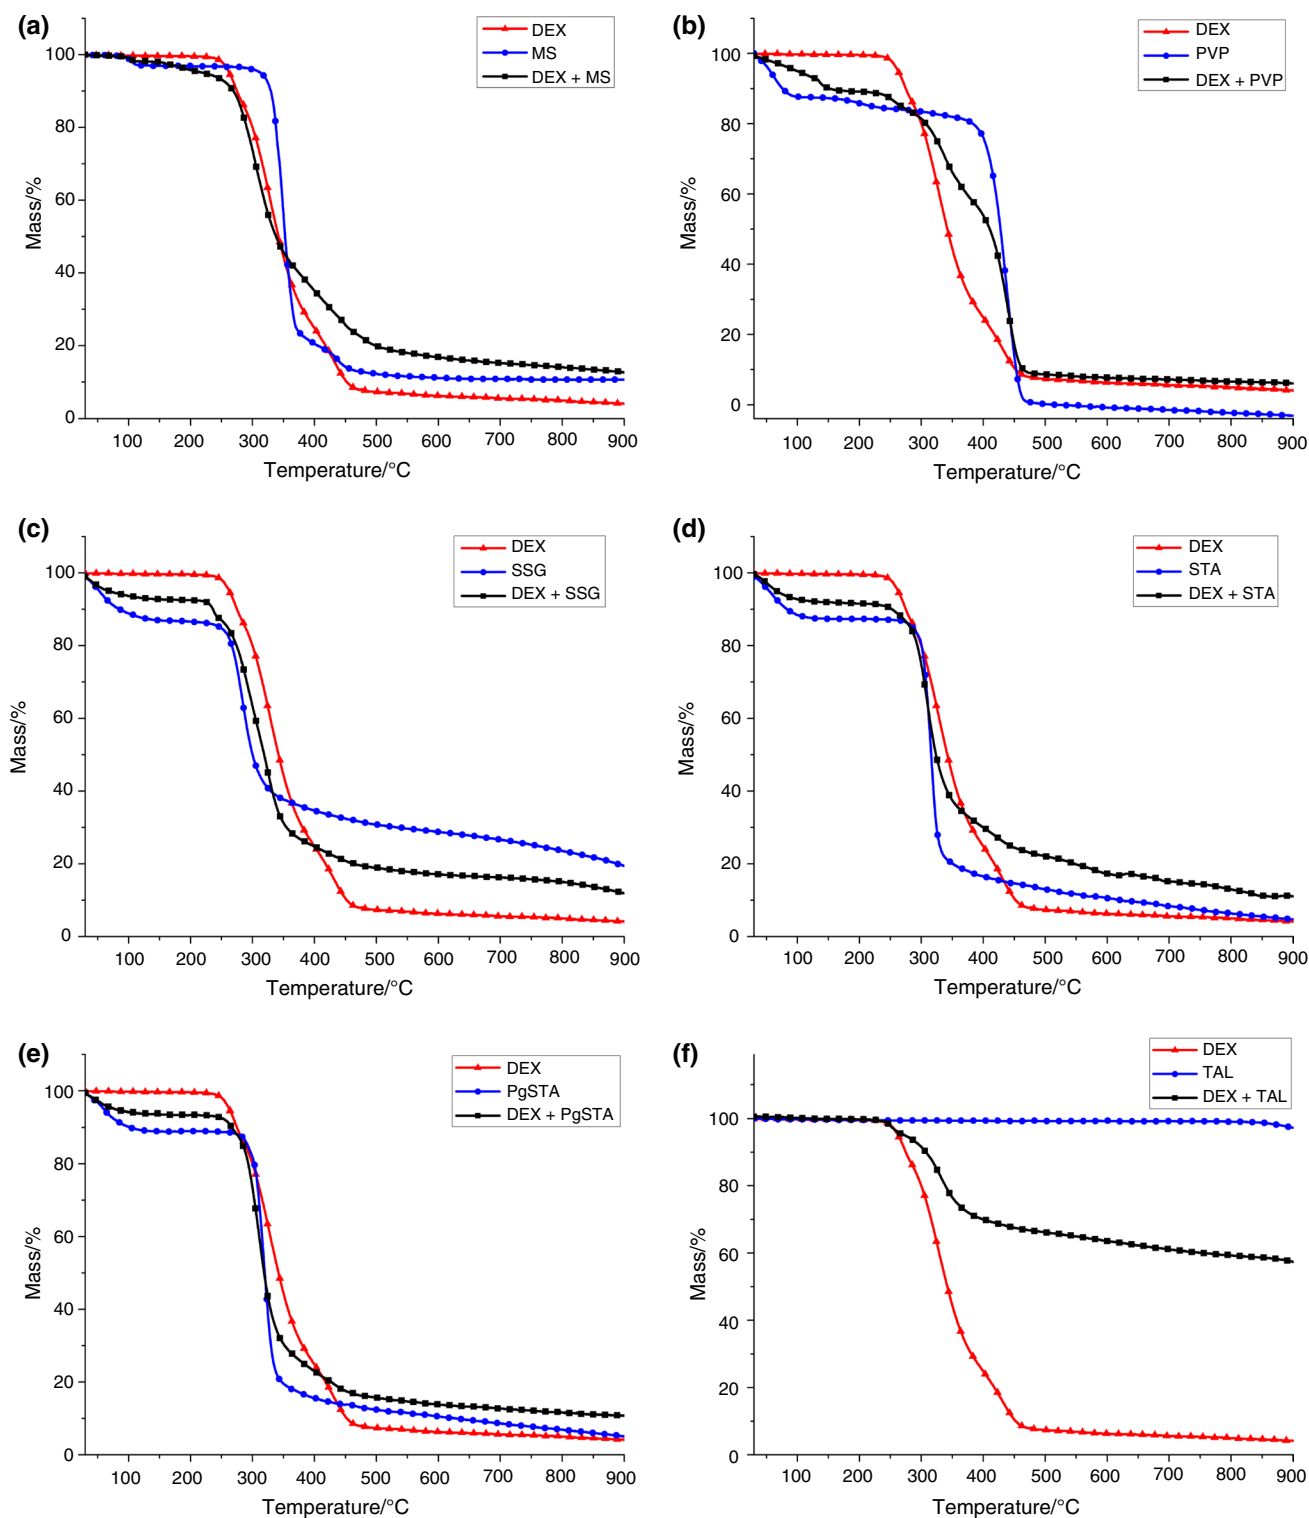 (a)
DEX
MS
DEX + MS
100
80
60
40
20
0
Mass/%
100 200 300 400 500 600 700 800 900
Temperature/°C
(b)
DEX
PVP
DEX + PVP
100
80
60
40
20
0
Mass/%
100 200 300 400 500 600 700 800 900
Temperature/°C
(c)
DEX
SSG
DEX + SSG
100
80
60
40
20
0
Mass/%
100 200 300 400 500 600 700 800 900
Temperature/°C
(d)
DEX
STA
DEX + STA
100
80
60
40
20
0
Mass/%
100 200 300 400 500 600 700 800 900
Temperature/°C
(e)
DEX
PgSTA
DEX + PgSTA
100
80
60
40
20
0
Mass/%
100 200 300 400 500 600 700 800 900
Temperature/°C
(f)
DEX
TAL
DEX + TAL
100
80
60
40
20
0
Mass/%
100 200 300 400 500 600 700 800 900
Temperature/°C